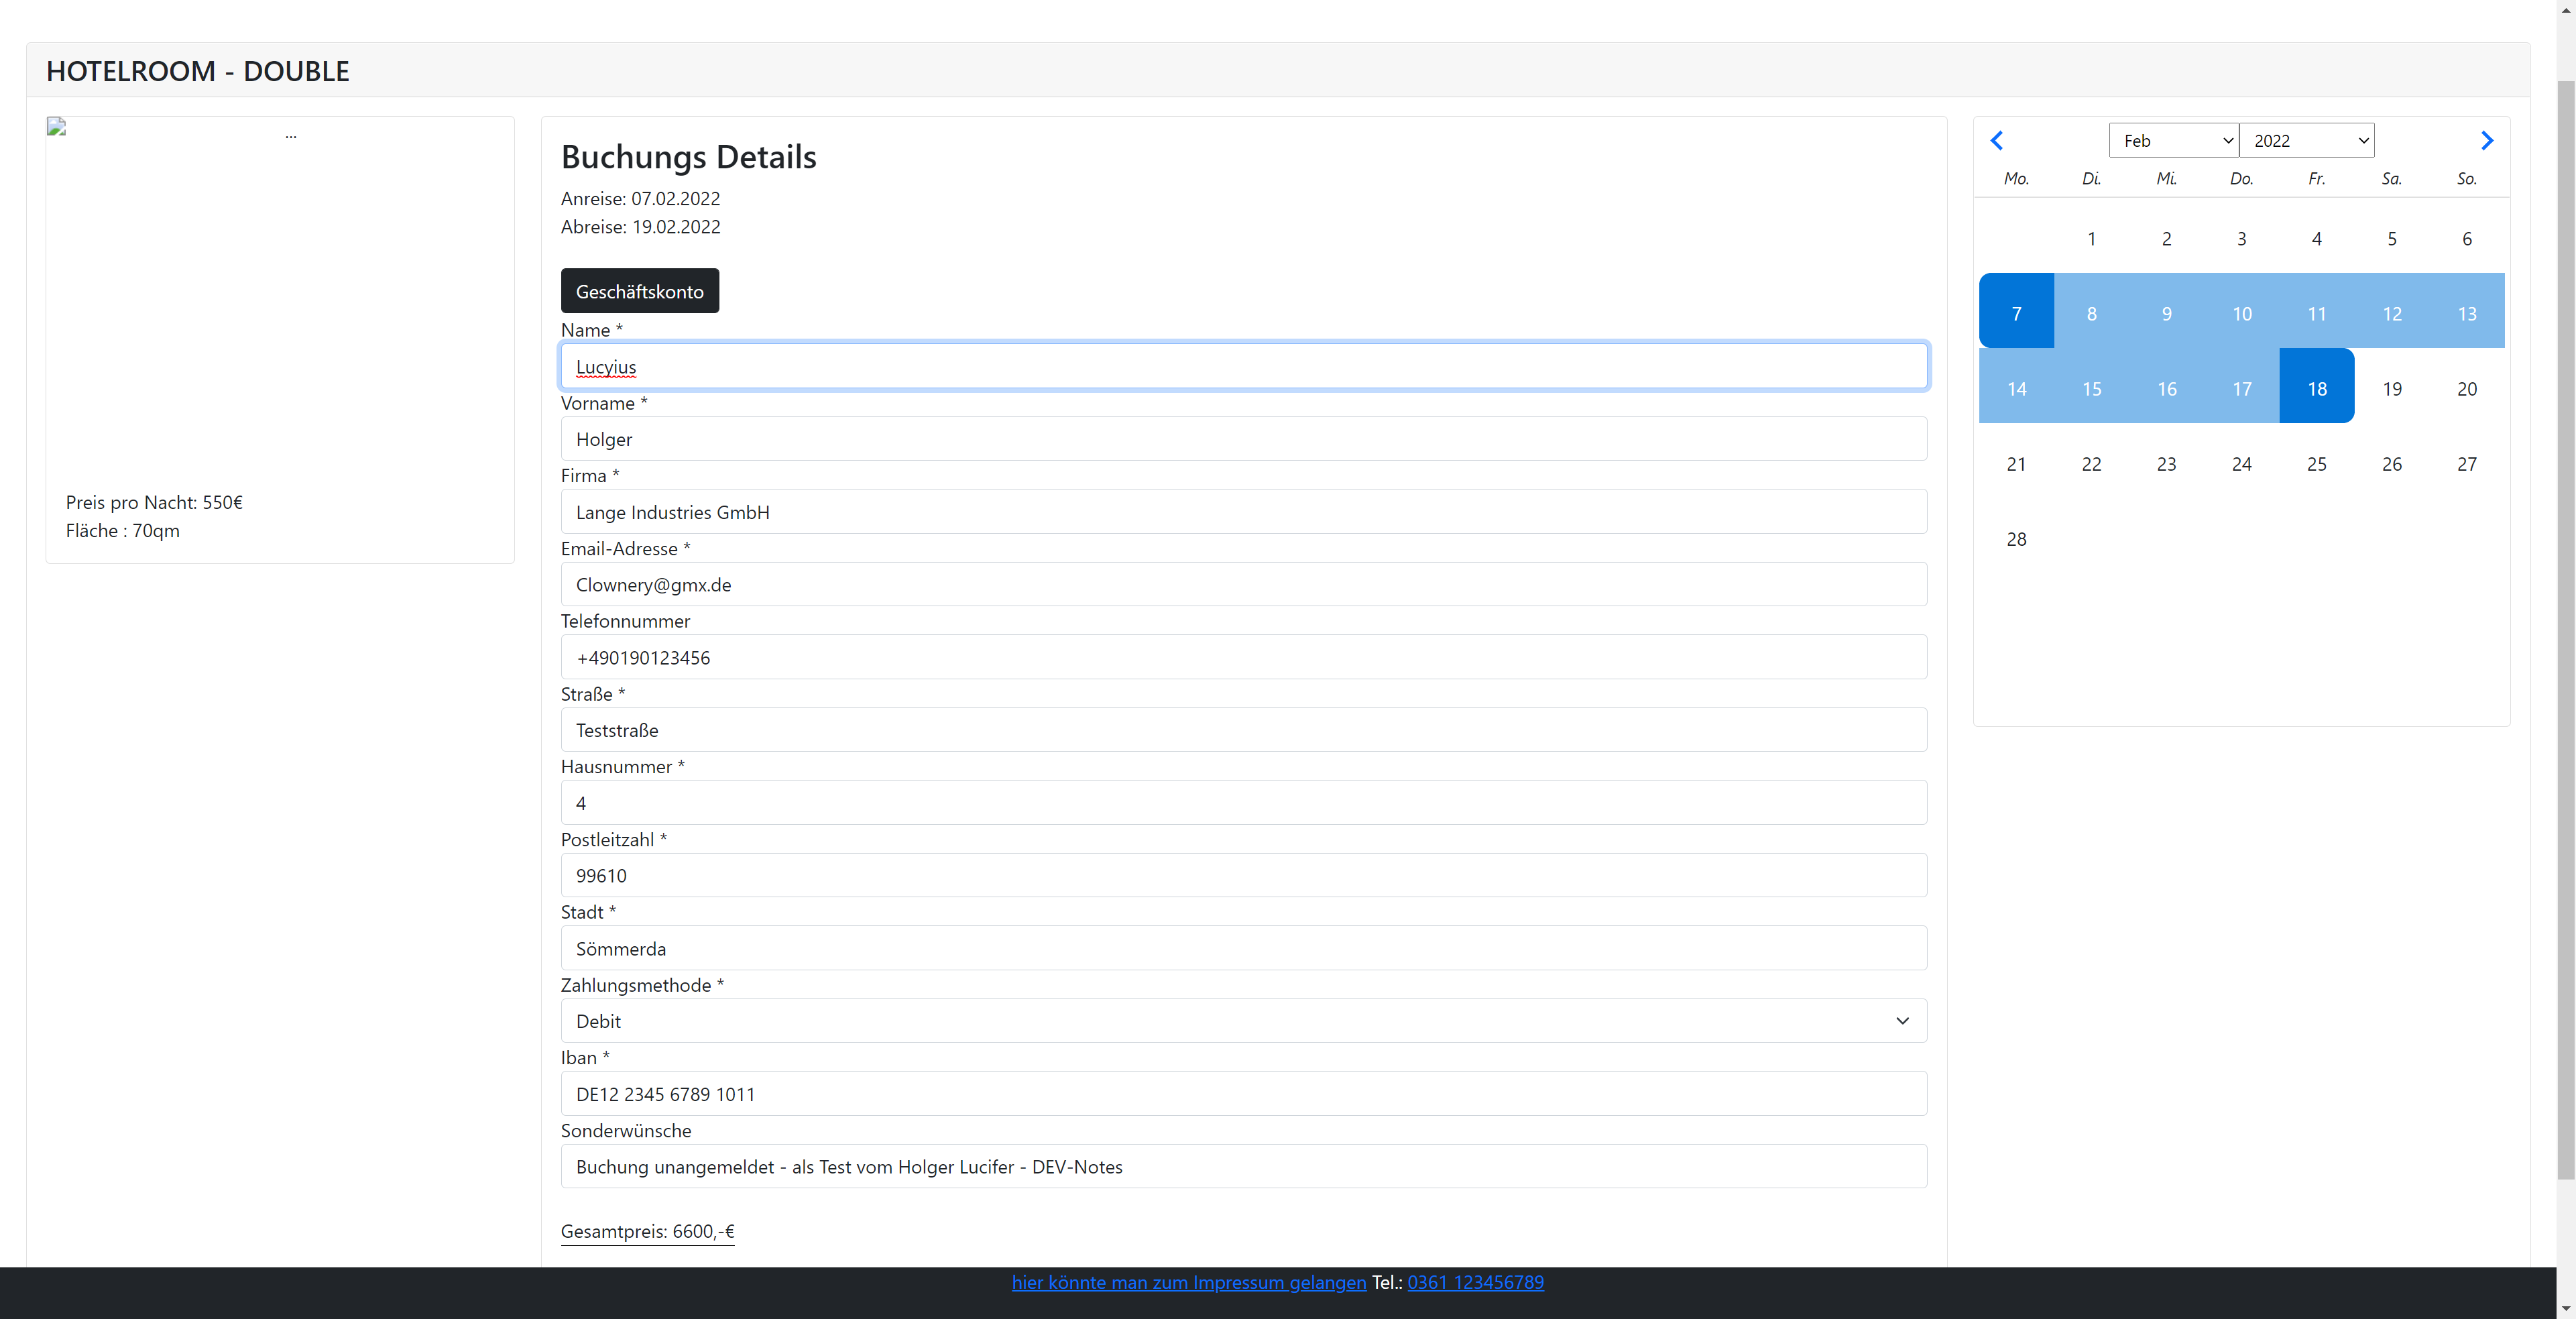 HOTELROOM - DOUBLE
...
Preis pro Nacht: 550€
Fläche : 70qm
Buchungs Details
Anreise: 07.02.2022
Abreise: 19.02.2022
Geschäftskonto
Name *
Lucyius
Vorname *
Holger
Firma *
Lange Industries GmbH
Email-Adresse *
Clownery@gmx.de
Telefonnummer
+490190123456
Straße *
Teststraße
Hausnummer *
4
Postleitzahl *
99610
Stadt *
Sömmerda
Zahlungsmethode *
Debit
Iban *
DE12 2345 6789 1011
Sonderwünsche
Buchung unangemeldet - als Test vom Holger Lucifer - DEV-Notes
Gesamtpreis: 6600,-€
Feb 2022
Mo. Di. Mi. Do. Fr. Sa. So.
1 2 3 4 5 6
7 8 9 10 11 12 13
14 15 16 17 18 19 20
21 22 23 24 25 26 27
28
hier könnte man zum Impressum gelangen Tel.: 0361 123456789